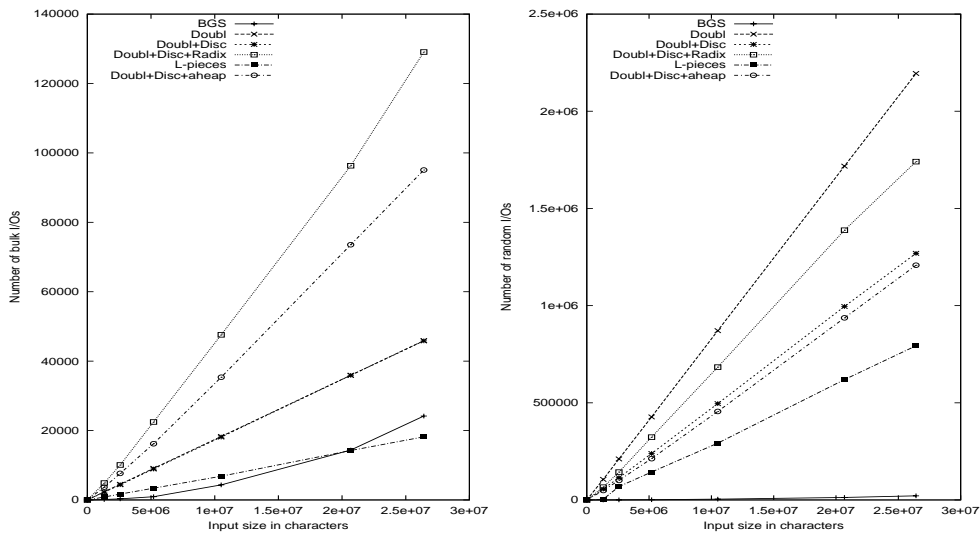 BGS
Doubl
Doubl+Disc
Doubl+Disc+Radix
L-pieces
Doubl+Disc+aheap
140000
120000
100000
80000
60000
40000
20000
0
Number of bulk I/Os
0 5e+06 1e+07 1.5e+07 2e+07 2.5e+07 3e+07
Input size in characters
BGS
Doubl
Doubl+Disc
Doubl+Disc+Radix
L-pieces
Doubl+Disc+aheap
2.5e+06
2e+06
1.5e+06
1e+06
500000
0
Number of random I/Os
0 5e+06 1e+07 1.5e+07 2e+07 2.5e+07 3e+07
Input size in characters